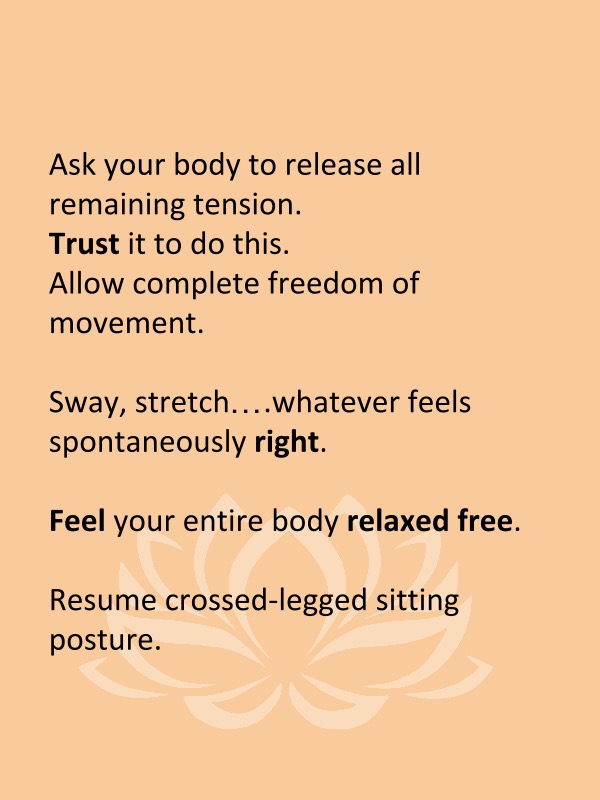 Ask your body to release all
remaining tension.
Trust it to do this.
Allow complete freedom of
movement.
Sway, stretch….whatever feels
spontaneously right.
Feel your entire body relaxed free.
Resume crossed-legged sitting
posture.